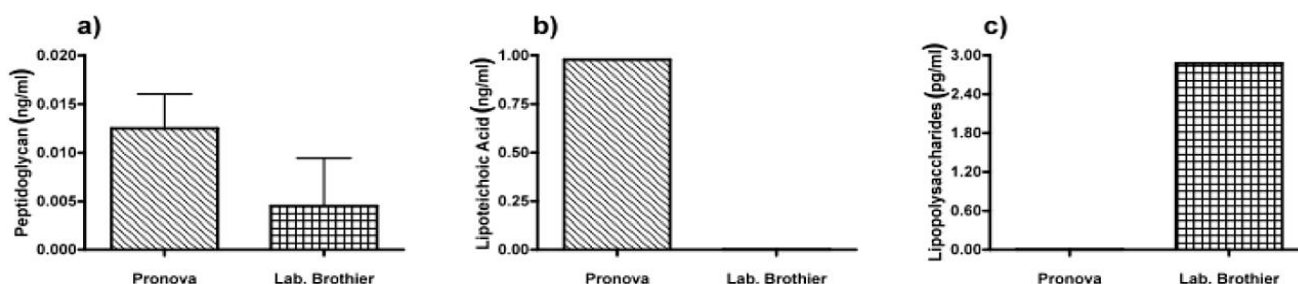 a)
Peptidoglycan (ng/ml)
0.020
0.015
0.010
0.005
0.000
Pronova
Lab. Brothier
b)
Lipoteichoic Acid (ng/ml)
1.00
0.75
0.50
0.25
0.00
Pronova
Lab. Brothier
c)
Lipopolysaccharides (pg/ml)
3.00
2.40
1.80
1.20
0.60
0.00
Pronova
Lab. Brothier